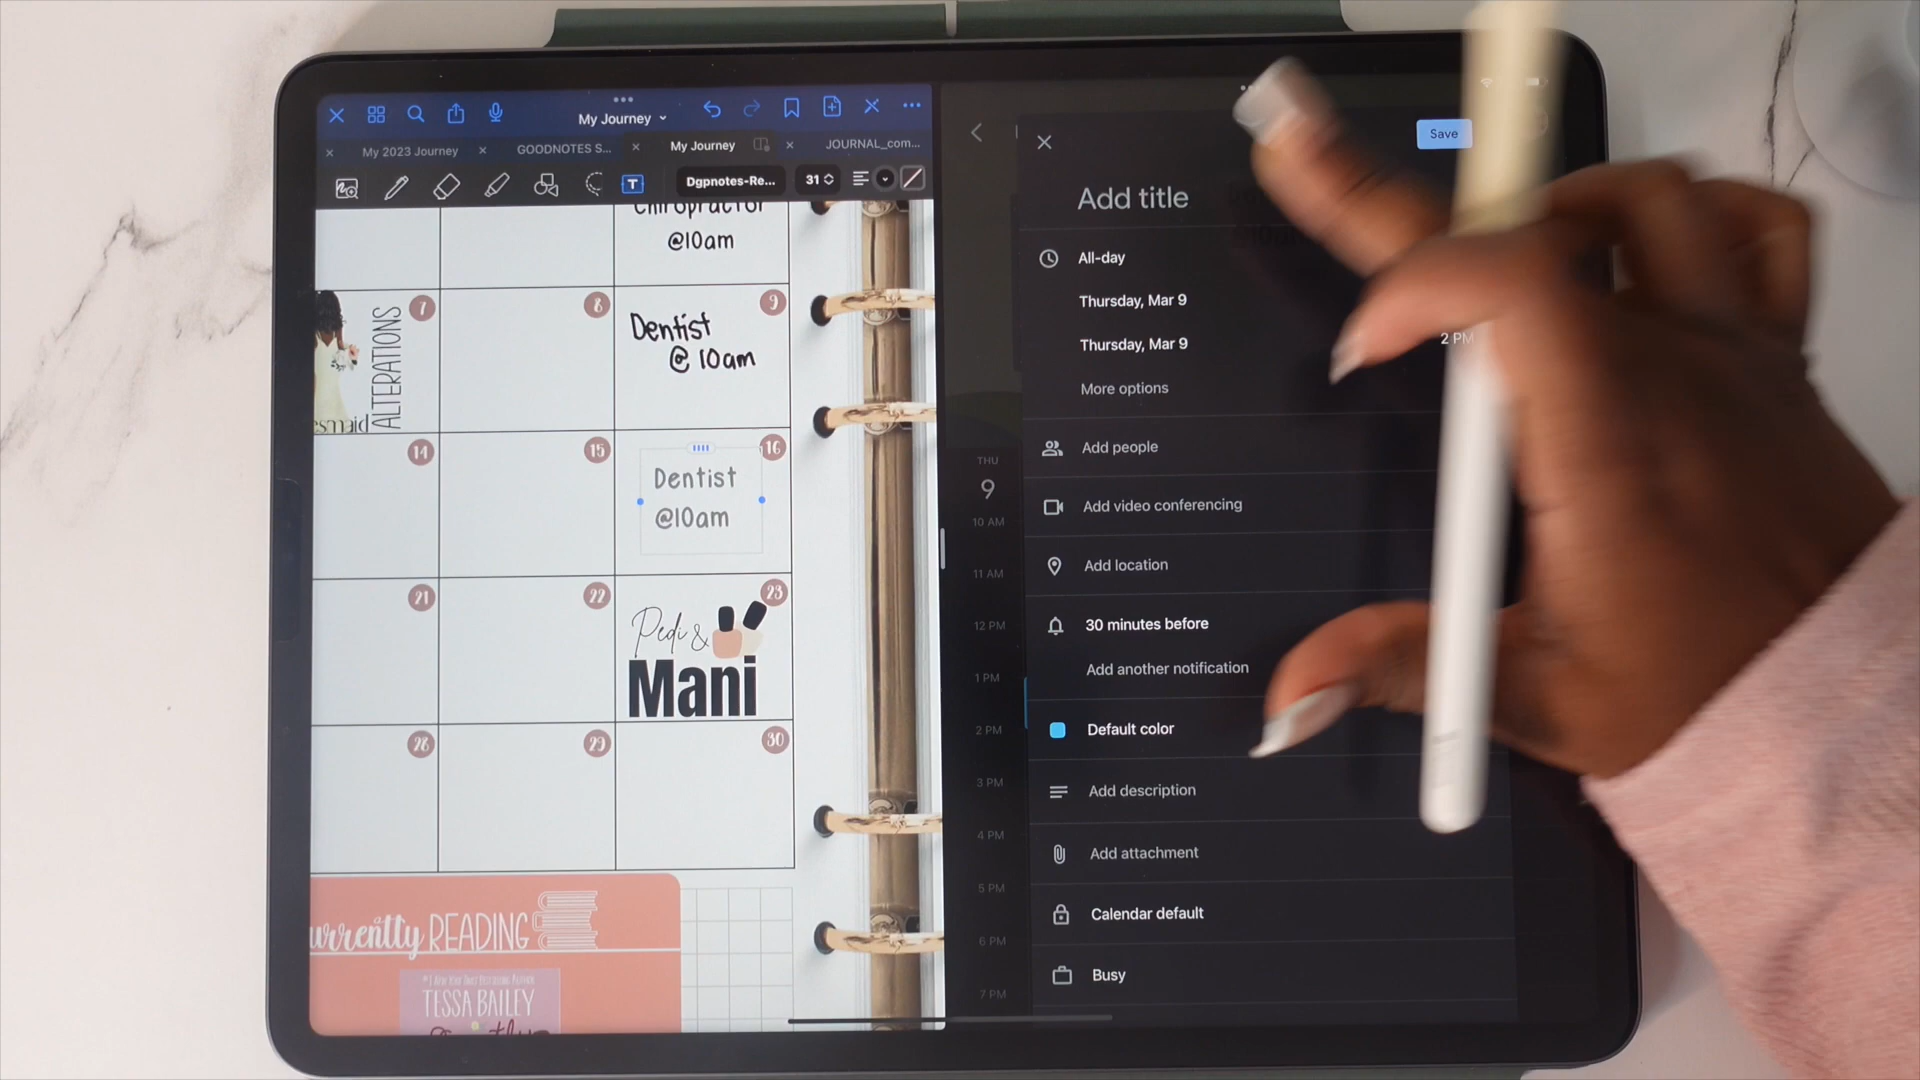 My Journey
My 2023 Journey
GOODNOTES S...
My Journey
JOURNAL_com...
Dgpnotes-Re...
31
Chiropractor
@10am
7
ALTERATIONS
esmaid
8
9
Dentist
@ 10am
14
15
16
Dentist
@10am
21
22
23
Pedi &
Mani
28
29
30
urrently READING
TESSA BAILEY
THU
9
10 AM
11 AM
12 PM
1 PM
2 PM
3 PM
4 PM
5 PM
6 PM
7 PM
Save
Add title
All-day
Thursday, Mar 9
Thursday, Mar 9
2 PM
More options
Add people
Add video conferencing
Add location
30 minutes before
Add another notification
Default color
Add description
Add attachment
Calendar default
Busy